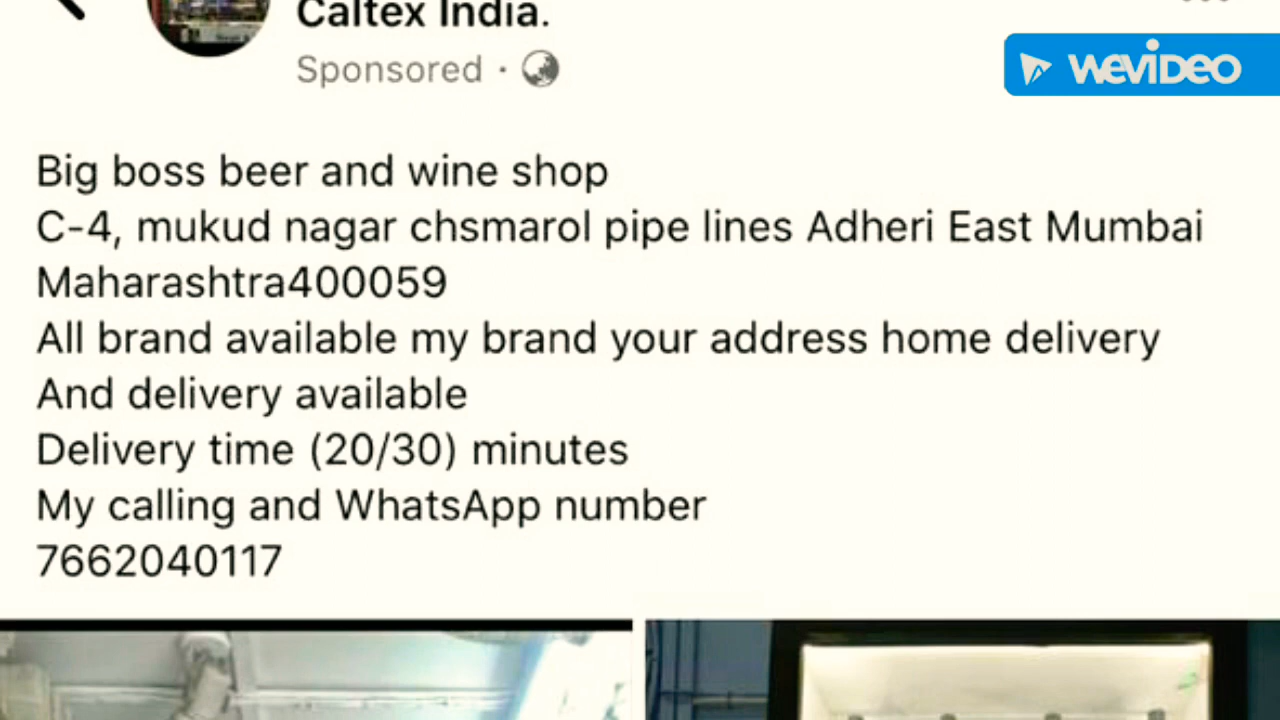 Caltex India.
Sponsored ·
wevideo
Big boss beer and wine shop
C-4, mukud nagar chsmarol pipe lines Adheri East Mumbai
Maharashtra400059
All brand available my brand your address home delivery
And delivery available
Delivery time (20/30) minutes
My calling and WhatsApp number
7662040117